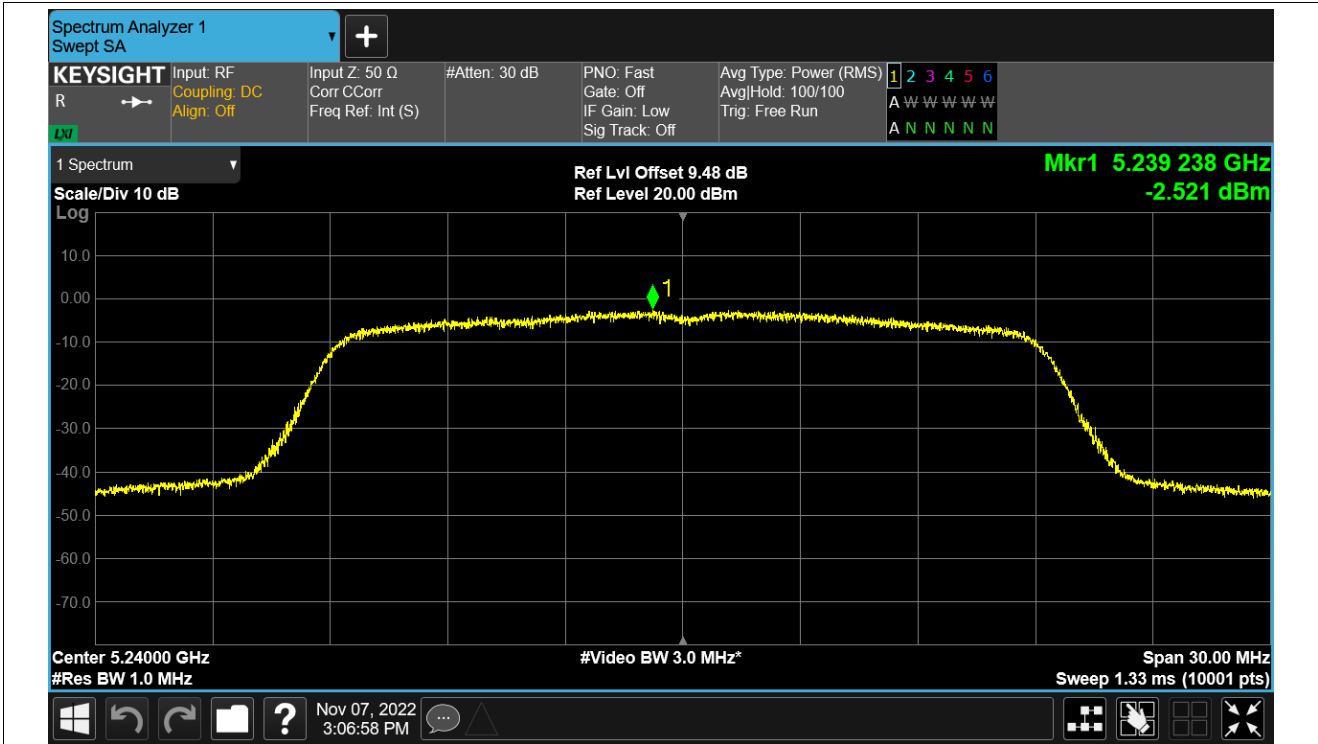 Spectrum Analyzer 1
Swept SA
+
KEYSIGHT
R
LXI
Input: RF
Coupling: DC
Align: Off
Input Z: 50 Ω
Corr CCorr
Freq Ref: Int (S)
#Atten: 30 dB
PNO: Fast
Gate: Off
IF Gain: Low
Sig Track: Off
Avg Type: Power (RMS)
Avg|Hold: 100/100
Trig: Free Run
1 2 3 4 5 6
A W W W W W
A N N N N N
1 Spectrum
Scale/Div 10 dB
Log
Ref Lvl Offset 9.48 dB
Ref Level 20.00 dBm
Mkr1 5.239 238 GHz
-2.521 dBm
10.0
0.00
-10.0
-20.0
-30.0
-40.0
-50.0
-60.0
-70.0
1
Center 5.24000 GHz
#Res BW 1.0 MHz
#Video BW 3.0 MHz*
Span 30.00 MHz
Sweep 1.33 ms (10001 pts)
?
Nov 07, 2022
3:06:58 PM